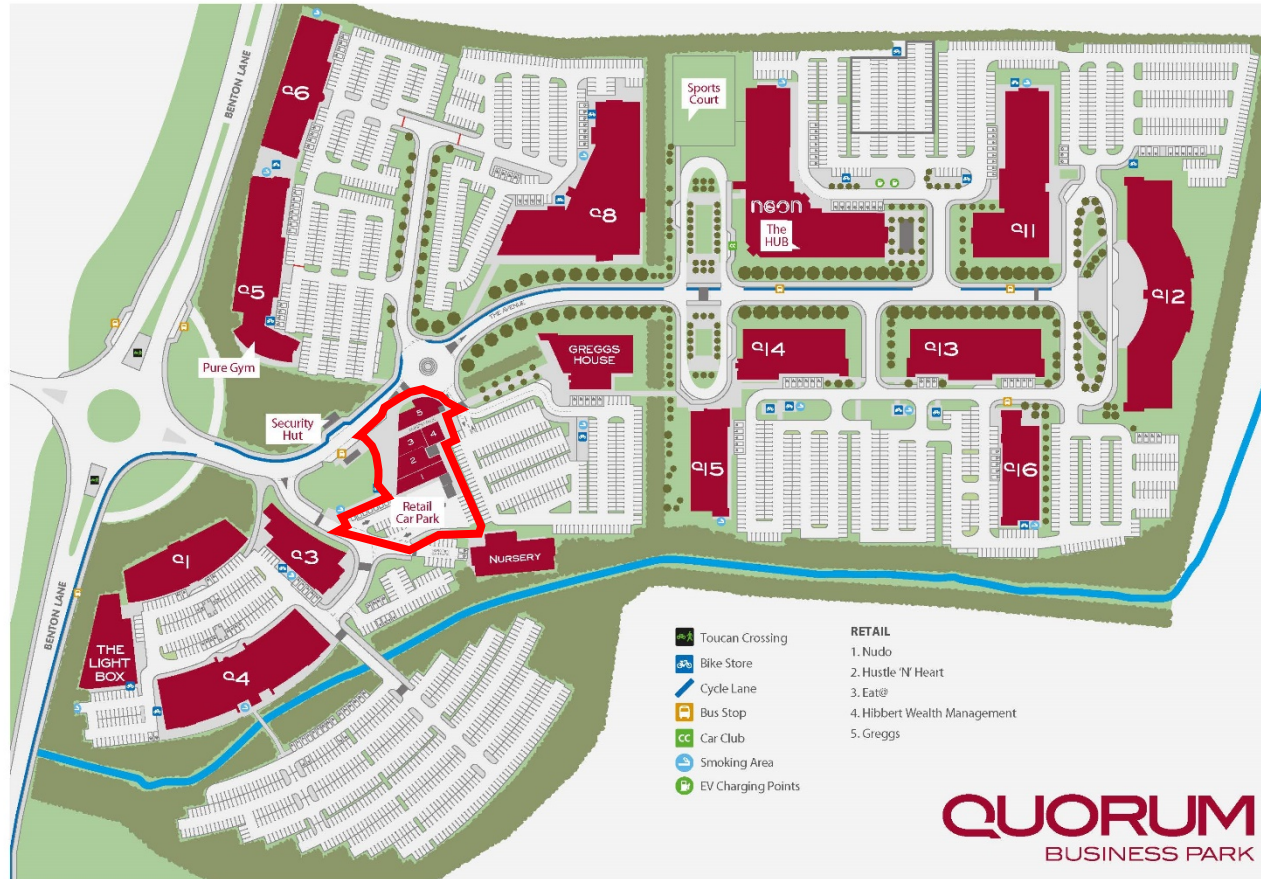 BENTON LANE
Q6
Q5
Pure Gym
Security
Hut
Q8
Sports
Court
neon
The
HUB
Q11
Q12
THE AVENUE
GREGGS
HOUSE
Q14
Q13
Q15
Q16
5
4
3
2
1
Retail
Car Park
NURSERY
Q1
Q3
THE
LIGHT
BOX
Q4
BENTON LANE
Toucan Crossing
Bike Store
Cycle Lane
Bus Stop
CC Car Club
Smoking Area
EV Charging Points
RETAIL
1. Nudo
2. Hustle 'N' Heart
3. Eat@
4. Hibbert Wealth Management
5. Greggs
QUORUM
BUSINESS PARK